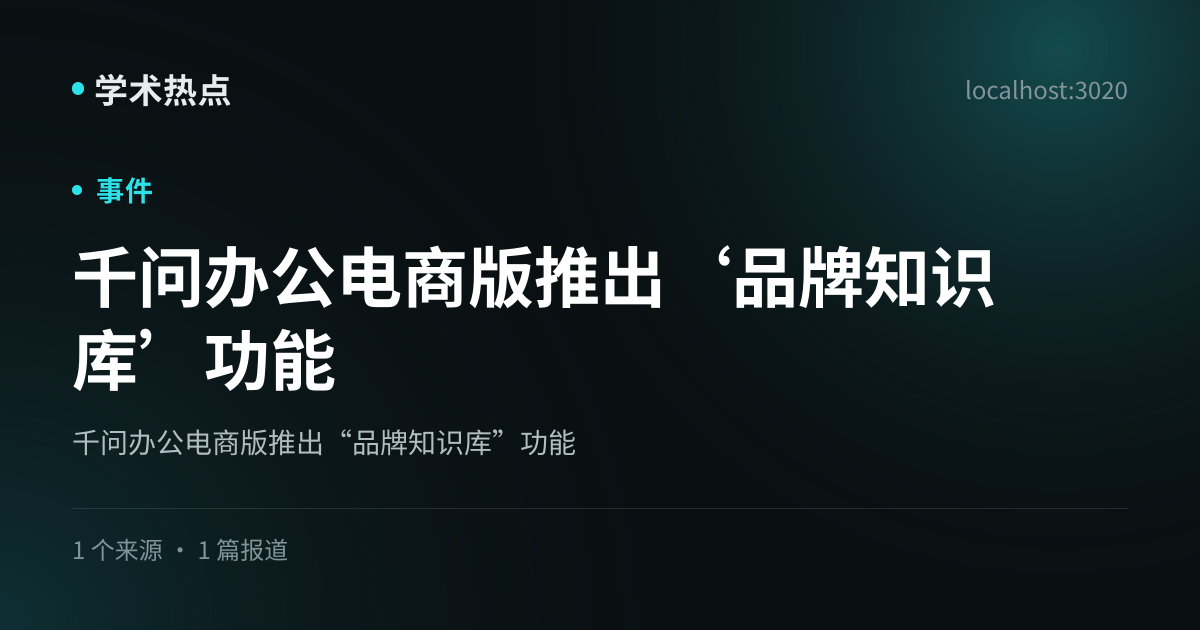 学术热点
localhost:3020
事件
千问办公电商版推出‘品牌知识
库’功能
千问办公电商版推出“品牌知识库”功能
1 个来源 · 1 篇报道